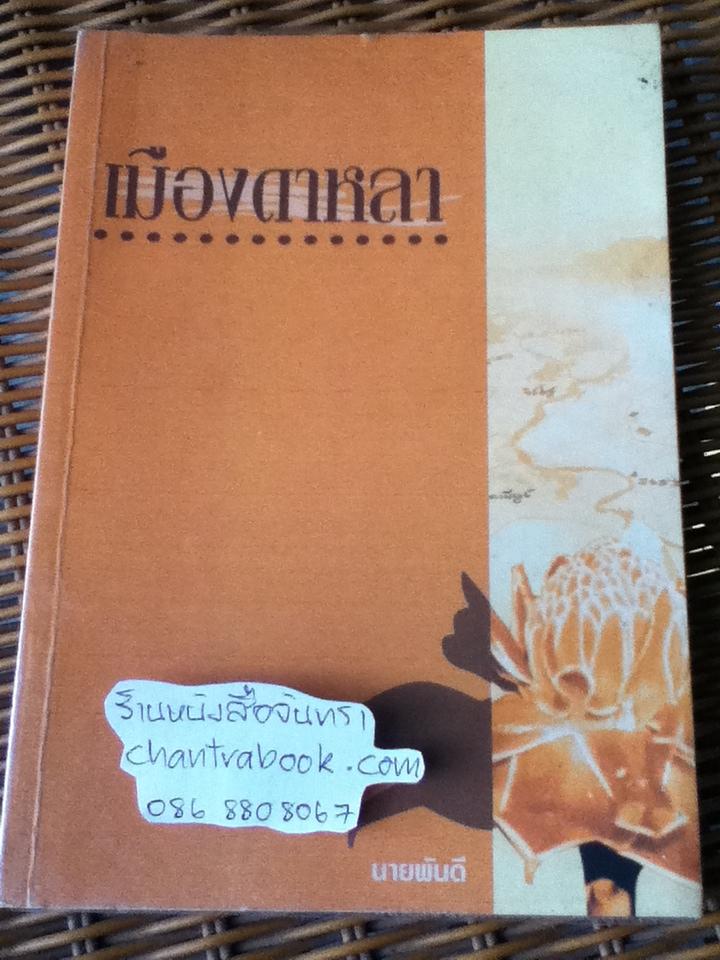 เมืองดาหลา
ร้านหนังสือจันทรา
chantrabook.com
086 8808067
นายพันดี